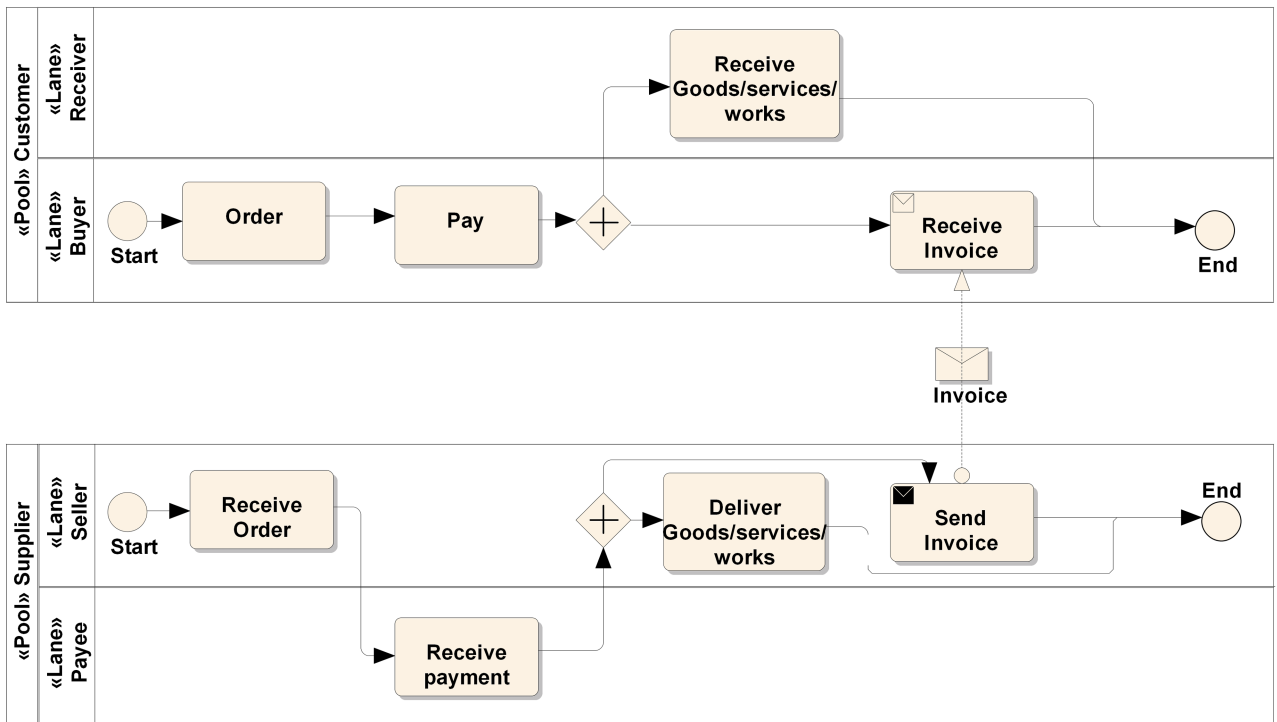 «Pool» Customer
«Lane»
Receiver
Receive
Goods/services/
works
«Lane»
Buyer
Start
Order
Pay
Receive
Invoice
End
Invoice
«Pool» Supplier
«Lane»
Seller
Start
Receive
Order
Deliver
Goods/services/
works
Send
Invoice
End
«Lane»
Payee
Receive
payment